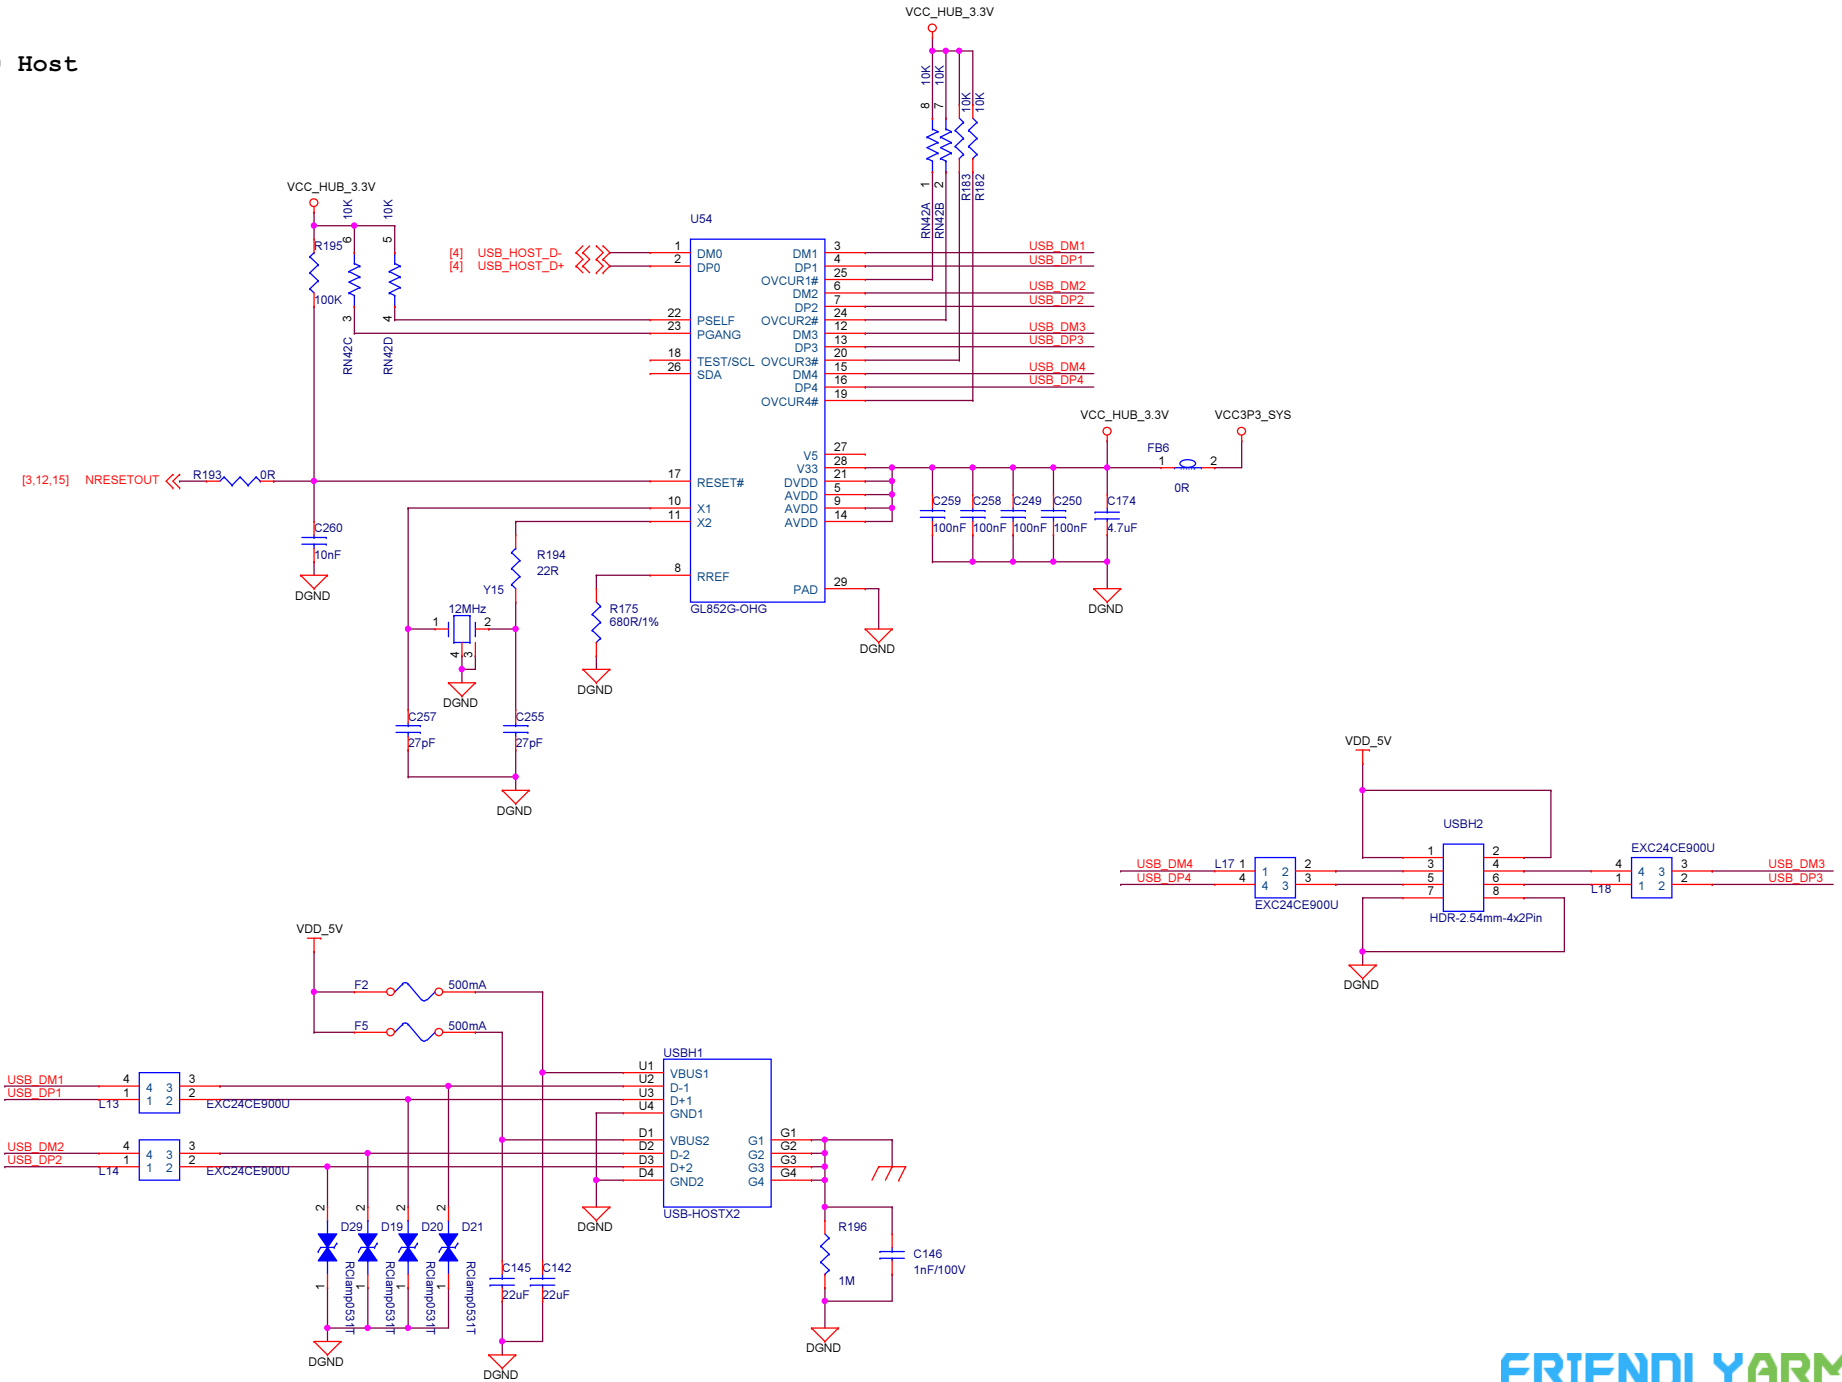 Host
VCC_HUB_3.3V
10K
10K
10K
10K
8
7
1
2
RN42A
RN42B
R183
R182
VCC_HUB_3.3V
10K
10K
R195
6
5
100K
3
4
RN42C
RN42D
U54
[4] USB_HOST_D-
[4] USB_HOST_D+
1 DM0
2 DP0
22 PSELF
23 PGANG
18 TEST/SCL
26 SDA
17 RESET#
10 X1
11 X2
8 RREF
DM1 3 USB_DM1
DP1 4 USB_DP1
OVCUR1# 25
DM2 6 USB_DM2
DP2 7 USB_DP2
OVCUR2# 24
DM3 12 USB_DM3
DP3 13 USB_DP3
OVCUR3# 20
DM4 15 USB_DM4
DP4 16 USB_DP4
OVCUR4# 19
V5 27
V33 28
DVDD 21
AVDD 5
AVDD 9
AVDD 14
PAD 29
GL852G-OHG
DGND
VCC_HUB_3.3V
VCC3P3_SYS
FB6
1 2
0R
C259 C258 C249 C250 C174
100nF 100nF 100nF 100nF 4.7uF
DGND
[3,12,15] NRESETOUT
R193 0R
C260
10nF
DGND
R194
22R
Y15
12MHz
1 2
4 3
DGND
R175
680R/1%
DGND
C257
27pF
C255
27pF
DGND
VDD_5V
USBH2
USB_DM4 L17 1 1 2 2
USB_DP4 4 4 3 3
EXC24CE900U
1 2
3 4
5 6
7 8
HDR-2.54mm-4x2Pin
EXC24CE900U
4 4 3 3 USB_DM3
L18 1 1 2 2 USB_DP3
DGND
VDD_5V
F2 500mA
F5 500mA
USB_DM1 4 4 3 3
USB_DP1 1 1 2 2
L13 EXC24CE900U
USB_DM2 4 4 3 3
USB_DP2 1 1 2 2
L14 EXC24CE900U
USBH1
U1 VBUS1
U2 D-1
U3 D+1
U4 GND1
D1 VBUS2
D2 D-2
D3 D+2
D4 GND2
G1 G1
G2 G2
G3 G3
G4 G4
USB-HOSTX2
DGND
2 2 2 2
D29 D19 D20 D21
RClamp0531T
RClamp0531T
RClamp0531T
RClamp0531T
1 1 1 1
DGND
C145 C142
22uF 22uF
DGND
R196
1M
C146
1nF/100V
DGND
FRIENDLYARM